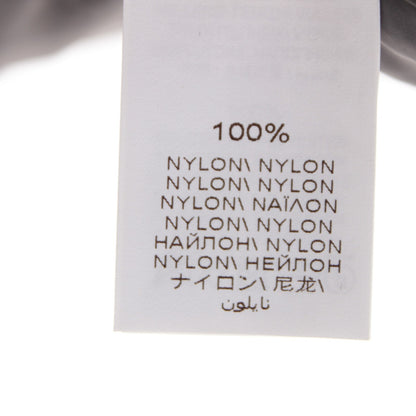 100%
NYLON\ NYLON
NYLON\ NYLON
NYLON\ ΝΑΪΛΟΝ
NYLON\ NYLON
НАЙЛОН\ NYLON
NYLON\ НЕЙЛОН
ナイロン\ 尼龙\
نايلون